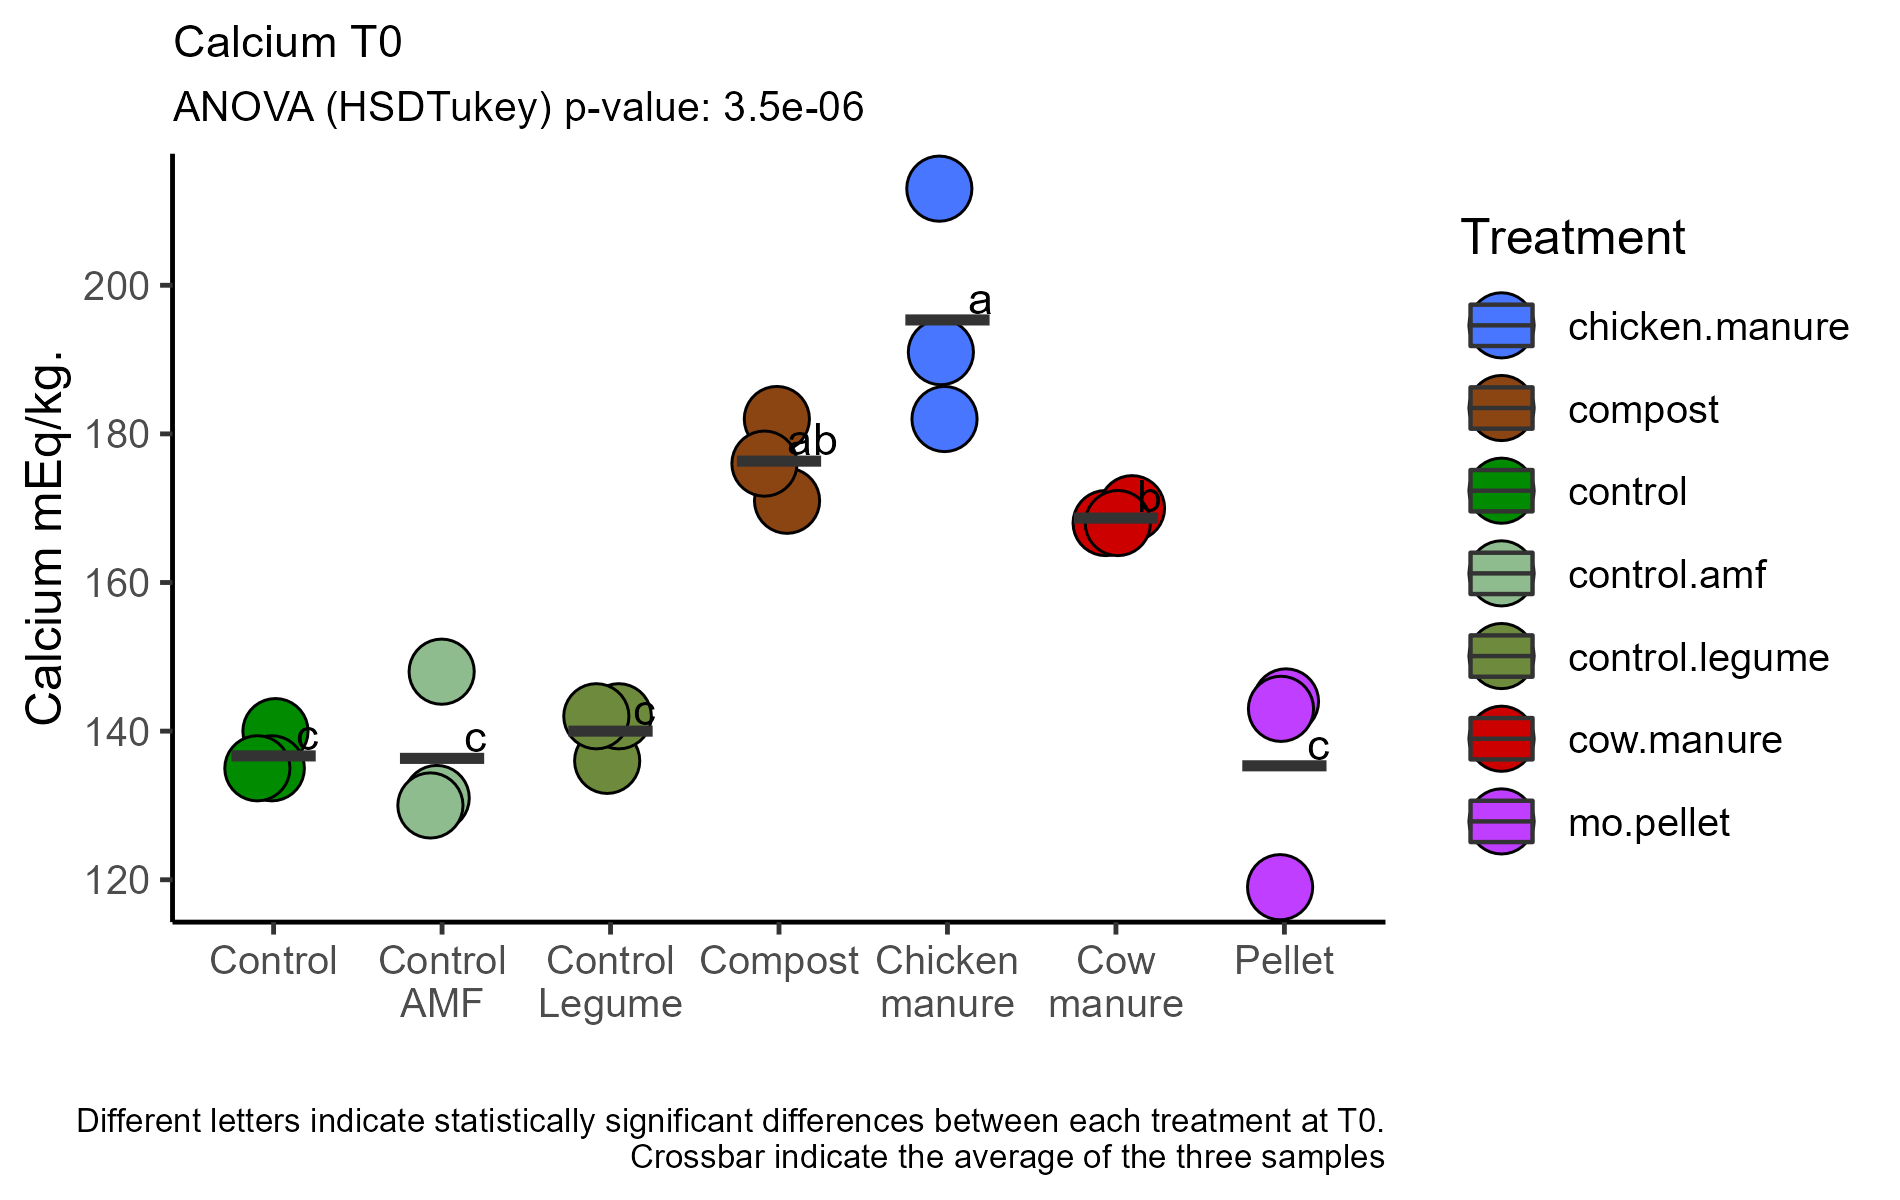 Calcium T0
ANOVA (HSDTukey) p-value: 3.5e-06
Calcium mEq/kg.
200
180
160
140
120
c
c
c
ab
a
b
c
Control
Control
AMF
Control
Legume
Compost
Chicken
manure
Cow
manure
Pellet
Treatment
chicken.manure
compost
control
control.amf
control.legume
cow.manure
mo.pellet
Different letters indicate statistically significant differences between each treatment at T0.
Crossbar indicate the average of the three samples